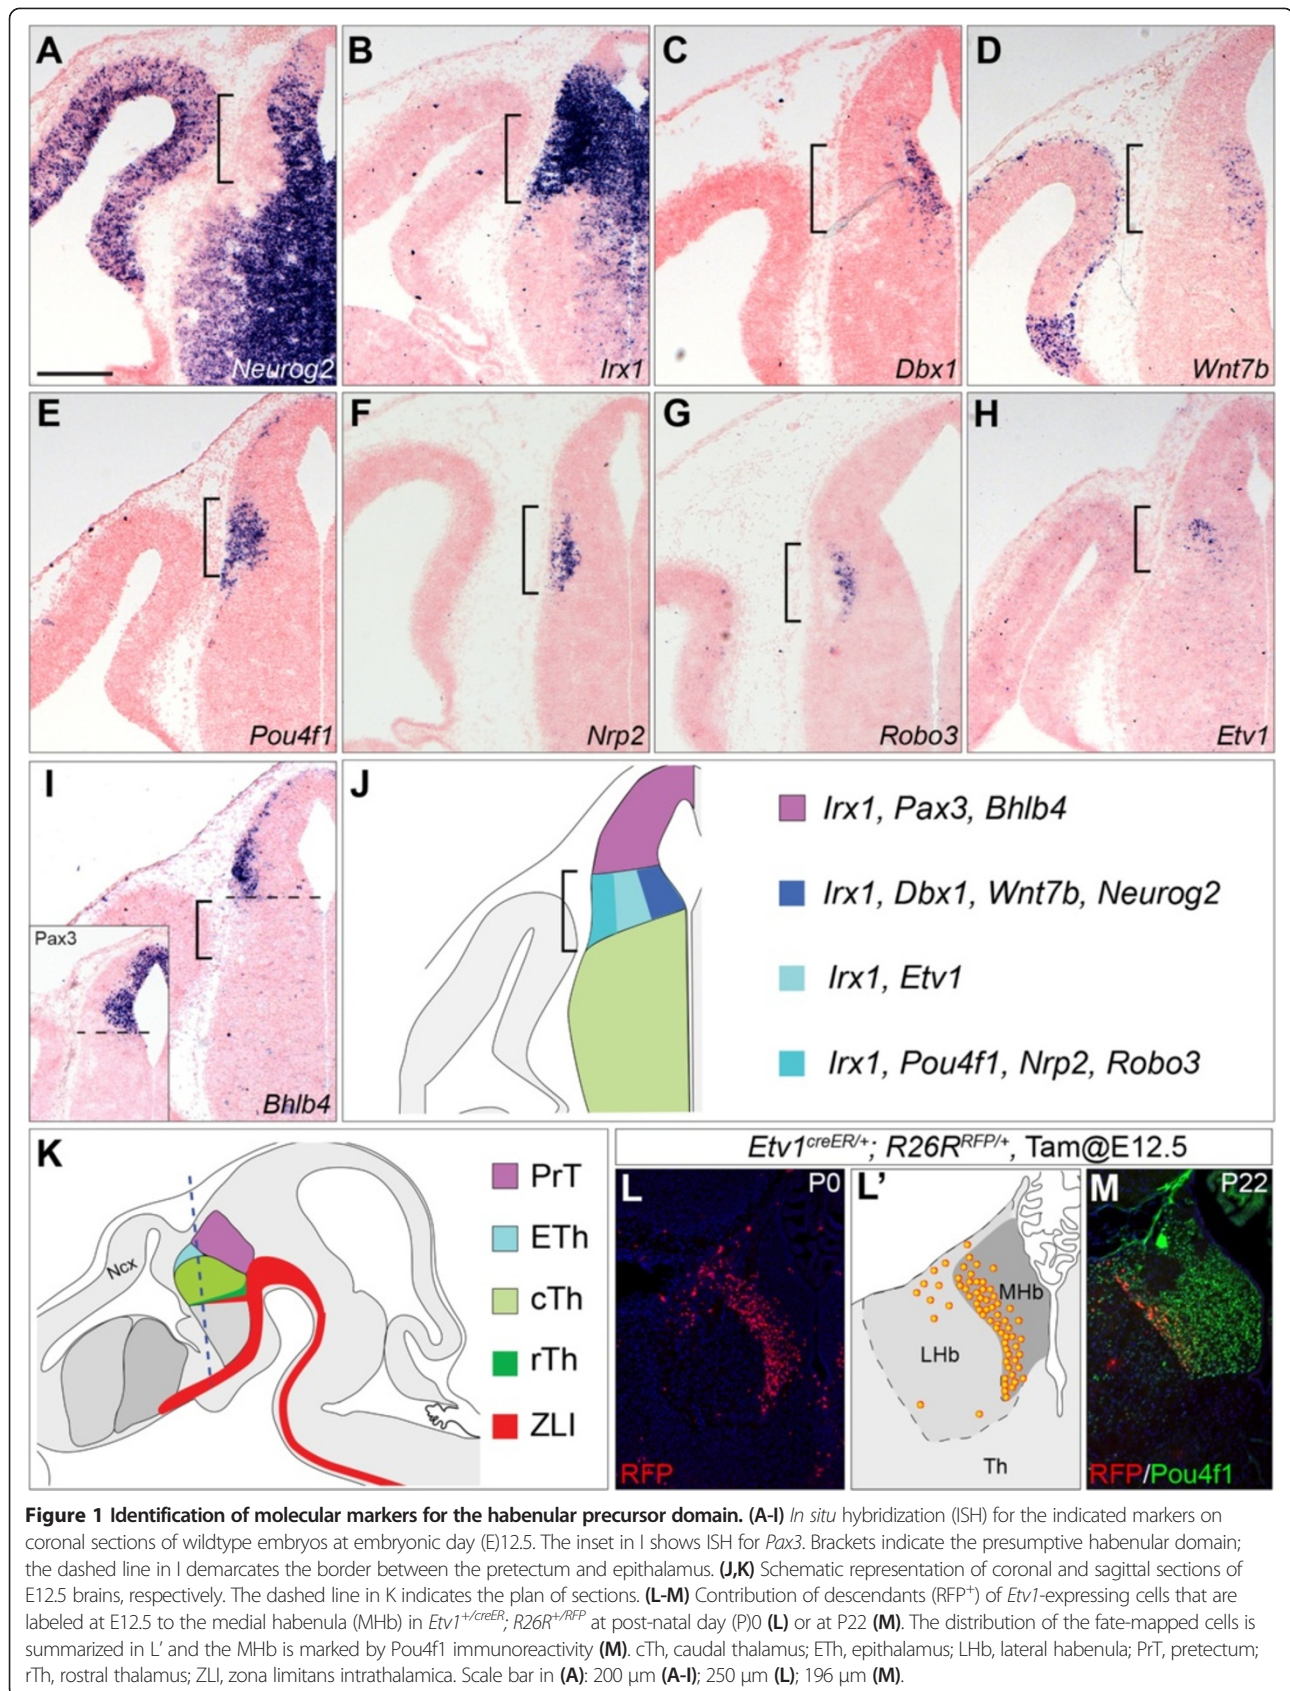 A
Neurog2
B
Irx1
C
Dbx1
D
Wnt7b
E
Pou4f1
F
Nrp2
G
Robo3
H
Etv1
I
Pax3
Bhlb4
J
Irx1, Pax3, Bhlb4
Irx1, Dbx1, Wnt7b, Neurog2
Irx1, Etv1
Irx1, Pou4f1, Nrp2, Robo3
K
Ncx
PrT
ETh
cTh
rTh
ZLI
Etv1creER/+; R26RRFP/+, Tam@E12.5
L
P0
RFP
L’
MHb
LHb
Th
M
P22
RFP/Pou4f1
Figure 1 Identification of molecular markers for the habenular precursor domain. (A-I) In situ hybridization (ISH) for the indicated markers on
coronal sections of wildtype embryos at embryonic day (E)12.5. The inset in I shows ISH for Pax3. Brackets indicate the presumptive habenular domain;
the dashed line in I demarcates the border between the pretectum and epithalamus. (J,K) Schematic representation of coronal and sagittal sections of
E12.5 brains, respectively. The dashed line in K indicates the plan of sections. (L-M) Contribution of descendants (RFP+) of Etv1-expressing cells that are
labeled at E12.5 to the medial habenula (MHb) in Etv1+/creER; R26R+/RFP at post-natal day (P)0 (L) or at P22 (M). The distribution of the fate-mapped cells is
summarized in L’ and the MHb is marked by Pou4f1 immunoreactivity (M). cTh, caudal thalamus; ETh, epithalamus; LHb, lateral habenula; PrT, pretectum;
rTh, rostral thalamus; ZLI, zona limitans intrathalamica. Scale bar in (A): 200 μm (A-I); 250 μm (L); 196 μm (M).